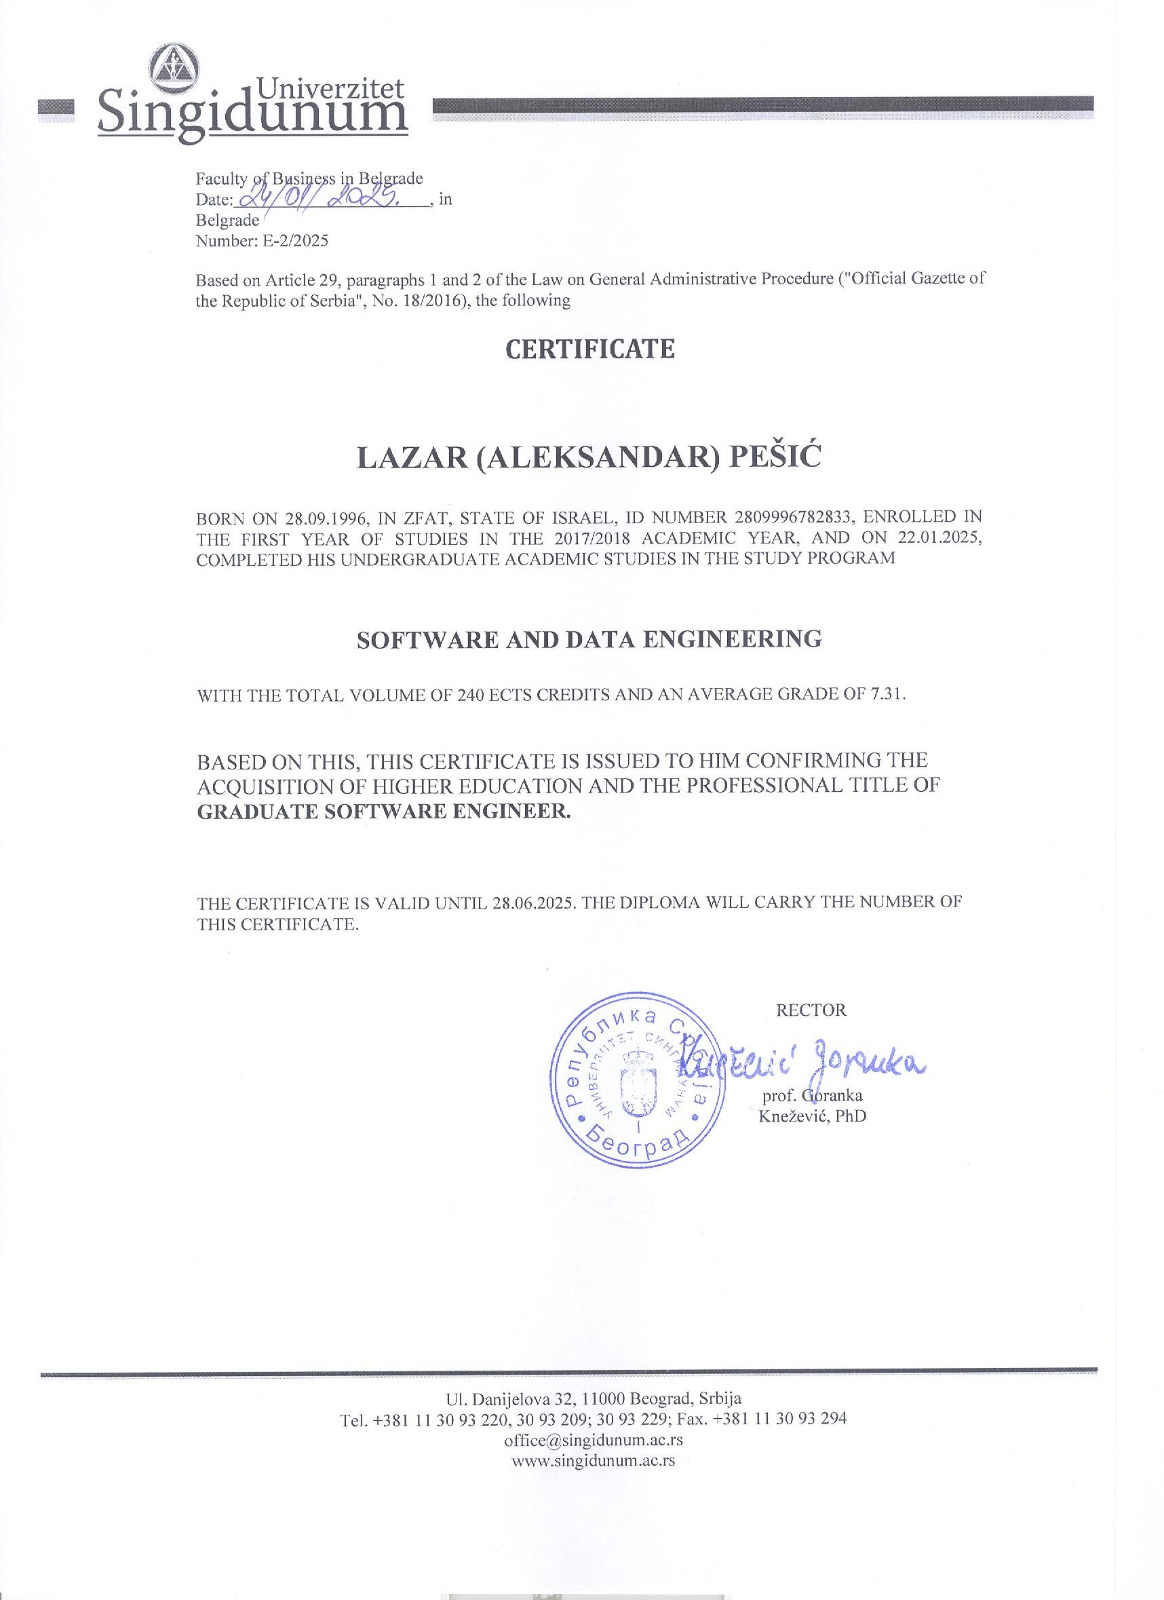 Univerzitet
Singidunum
Faculty of Business in Belgrade
Date: 24/01/2025. , in
Belgrade
Number: E-2/2025
Based on Article 29, paragraphs 1 and 2 of the Law on General Administrative Procedure ("Official Gazette of
the Republic of Serbia", No. 18/2016), the following
CERTIFICATE
LAZAR (ALEKSANDAR) PEŠIĆ
BORN ON 28.09.1996, IN ZFAT, STATE OF ISRAEL, ID NUMBER 2809996782833, ENROLLED IN
THE FIRST YEAR OF STUDIES IN THE 2017/2018 ACADEMIC YEAR, AND ON 22.01.2025,
COMPLETED HIS UNDERGRADUATE ACADEMIC STUDIES IN THE STUDY PROGRAM
SOFTWARE AND DATA ENGINEERING
WITH THE TOTAL VOLUME OF 240 ECTS CREDITS AND AN AVERAGE GRADE OF 7.31.
BASED ON THIS, THIS CERTIFICATE IS ISSUED TO HIM CONFIRMING THE
ACQUISITION OF HIGHER EDUCATION AND THE PROFESSIONAL TITLE OF
GRADUATE SOFTWARE ENGINEER.
THE CERTIFICATE IS VALID UNTIL 28.06.2025. THE DIPLOMA WILL CARRY THE NUMBER OF
THIS CERTIFICATE.
RECTOR
Република Србија
УНИВЕРЗИТЕТ СИНГИДУНУМ
I
Београд
Кнежевић Goranka
prof. Goranka
Knežević, PhD
Ul. Danijelova 32, 11000 Beograd, Srbija
Tel. +381 11 30 93 220, 30 93 209; 30 93 229; Fax. +381 11 30 93 294
office@singidunum.ac.rs
www.singidunum.ac.rs